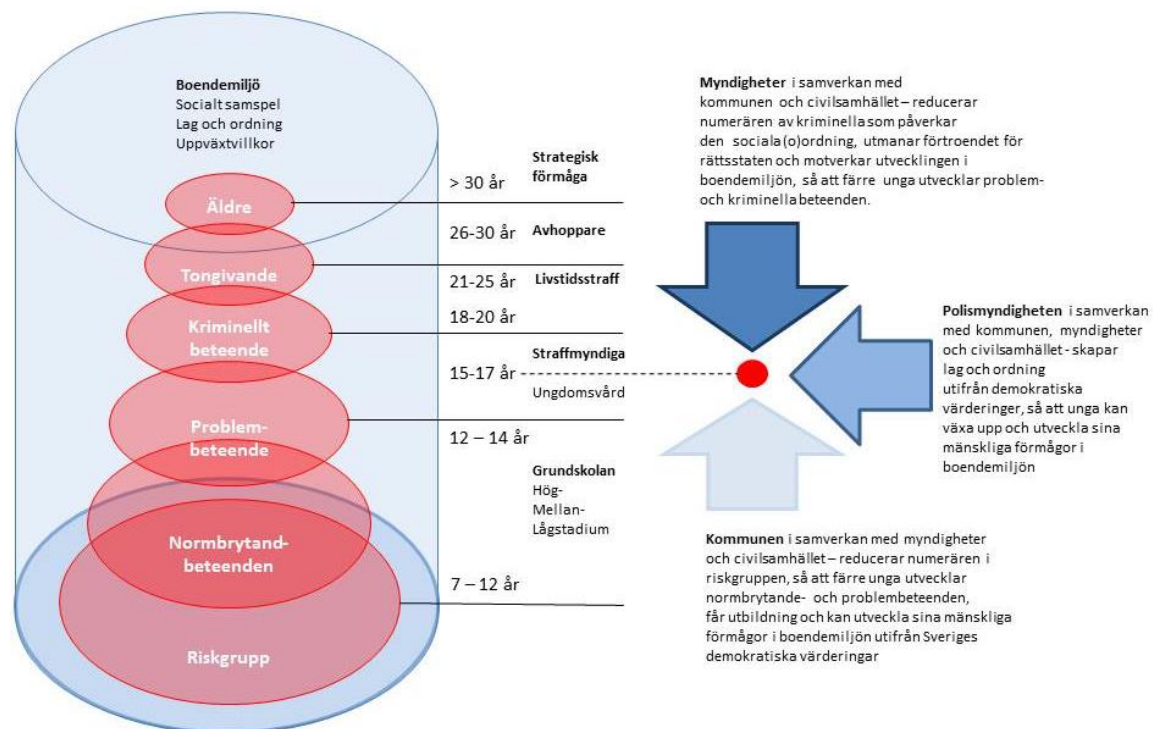 Boendemiljö
Socialt samspel
Lag och ordning
Uppväxtvillkor
Äldre
Tongivande
Kriminellt
beteende
Problem-
beteende
Normbrytand-
beteenden
Riskgrupp
> 30 år
Strategisk
förmåga
26-30 år
Avhoppare
21-25 år
Livstidsstraff
18-20 år
Straffmyndiga
15-17 år
Ungdomsvård
12 – 14 år
Grundskolan
Hög-
Mellan-
Lågstadium
7 – 12 år
Myndigheter i samverkan med
kommunen och civilsamhället – reducerar
numerären av kriminella som påverkar
den sociala (o)ordning, utmanar förtroendet för
rättsstaten och motverkar utvecklingen i
boendemiljön, så att färre unga utvecklar problem-
och kriminella beteenden.
Polismyndigheten i samverkan
med kommunen, myndigheter
och civilsamhället - skapar
lag och ordning
utifrån demokratiska
värderinger, så att unga kan
växa upp och utveckla sina
mänskliga förmågor i
boendemiljön
Kommunen i samverkan med myndigheter
och civilsamhället – reducerar numerären i
riskgruppen, så att färre unga utvecklar
normbrytande- och problembeteenden,
får utbildning och kan utveckla sina mänskliga
förmågor i boendemiljön utifrån Sveriges
demokratiska värderingar